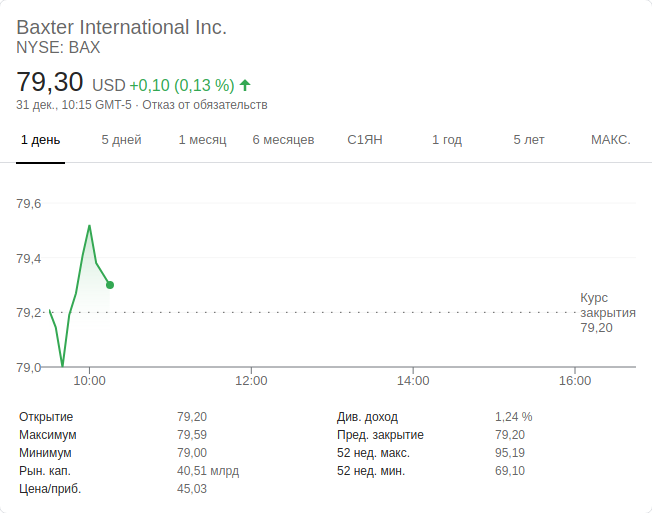 Baxter International Inc.
NYSE: BAX
79,30 USD +0,10 (0,13 %)
31 дек., 10:15 GMT-5 · Отказ от обязательств
1 день 5 дней 1 месяц 6 месяцев С1ЯН 1 год 5 лет МАКС.
79,6
79,4
79,2
79,0
Курс
закрытия
79,20
10:00 12:00 14:00 16:00
Открытие 79,20
Максимум 79,59
Минимум 79,00
Рын. кап. 40,51 млрд
Цена/приб. 45,03
Див. доход 1,24 %
Пред. закрытие 79,20
52 нед. макс. 95,19
52 нед. мин. 69,10